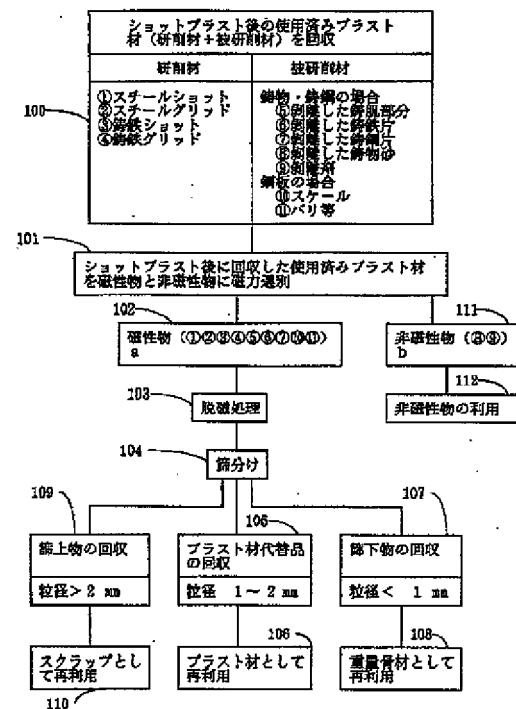 ショットブラスト後の使用済みブラスト
材（研削材＋被研削材）を回収
研削材
被研削材
100
①スチールショット
②スチールグリッド
③鋳鉄ショット
④鋳鉄グリッド
鋳物・鋳鋼の場合
⑤剥離した鋳肌部分
⑥剥離した鋳鉄片
⑦剥離した鋳鋼片
⑧剥離した鋳物砂
⑨剥離剤
鋼板の場合
⑩スケール
⑪バリ等
101
ショットブラスト後に回収した使用済みブラスト材
を磁性物と非磁性物に磁力選別
102
磁性物（①②③④⑤⑥⑦⑩⑪）
a
111
非磁性物（⑧⑨）
b
103
脱磁処理
112
非磁性物の利用
104
篩分け
109
篩上物の回収
粒径＞2 mm
105
ブラスト材代替品
の回収
粒径 1～2 mm
107
篩下物の回収
粒径＜ 1 mm
スクラップとし
て再利用
110
106
ブラスト材として
再利用
108
重量骨材として
再利用